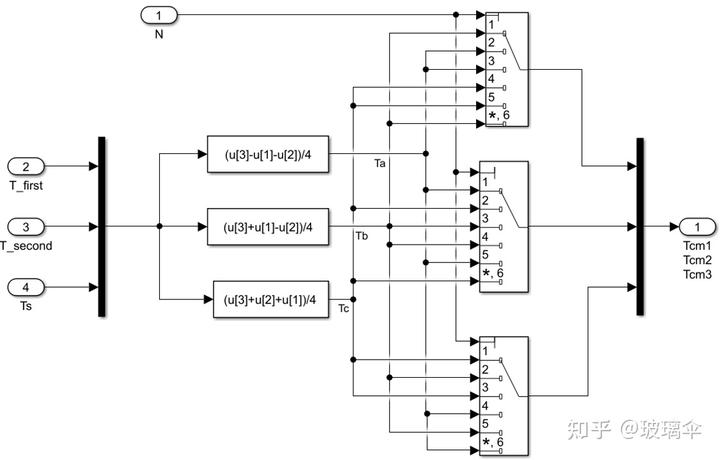 1
N
1
2
3
4
5
*, 6
2
T_first
3
T_second
4
Ts
(u[3]-u[1]-u[2])/4
Ta
(u[3]+u[1]-u[2])/4
Tb
(u[3]+u[2]+u[1])/4
Tc
1
2
3
4
5
*, 6
1
2
3
4
5
*, 6
1
Tcm1
Tcm2
Tcm3
知乎 @玻璃伞